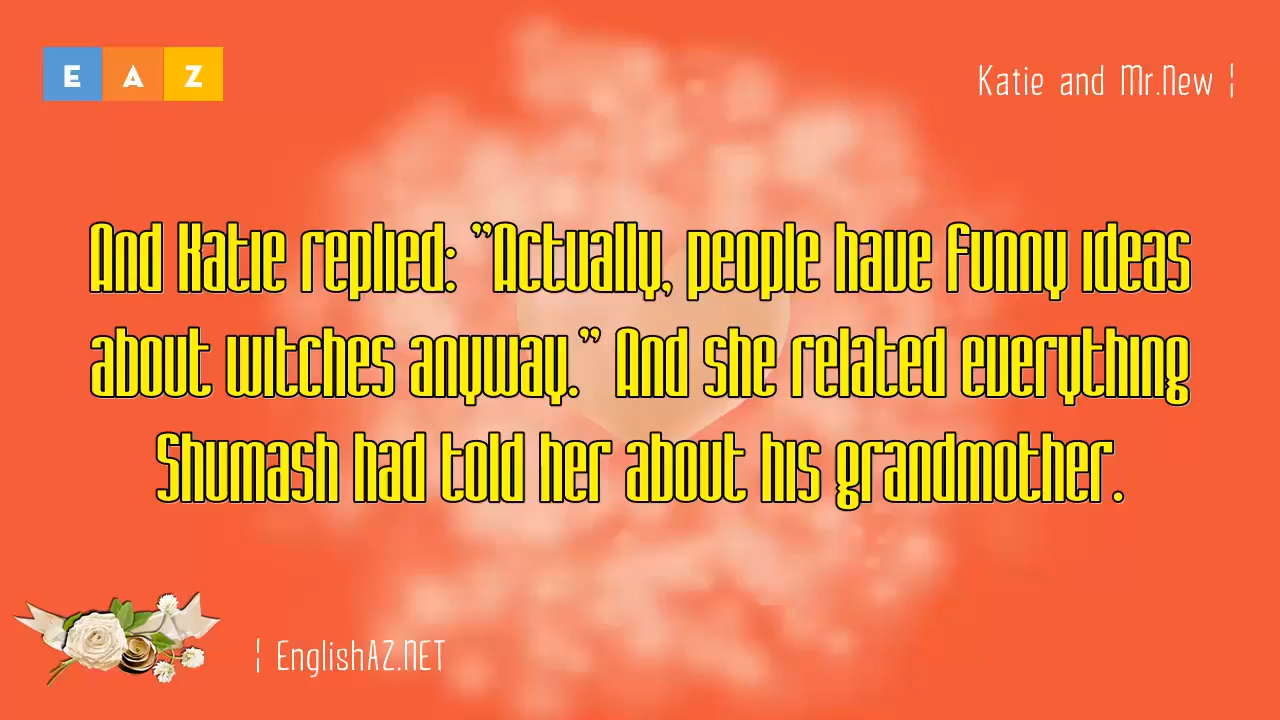 E A Z
Katie and Mr.New ¦
And Katie replied: "Actually, people have funny ideas
about witches anyway." And she related everything
Shumash had told her about his grandmother.
¦ EnglishAZ.NET